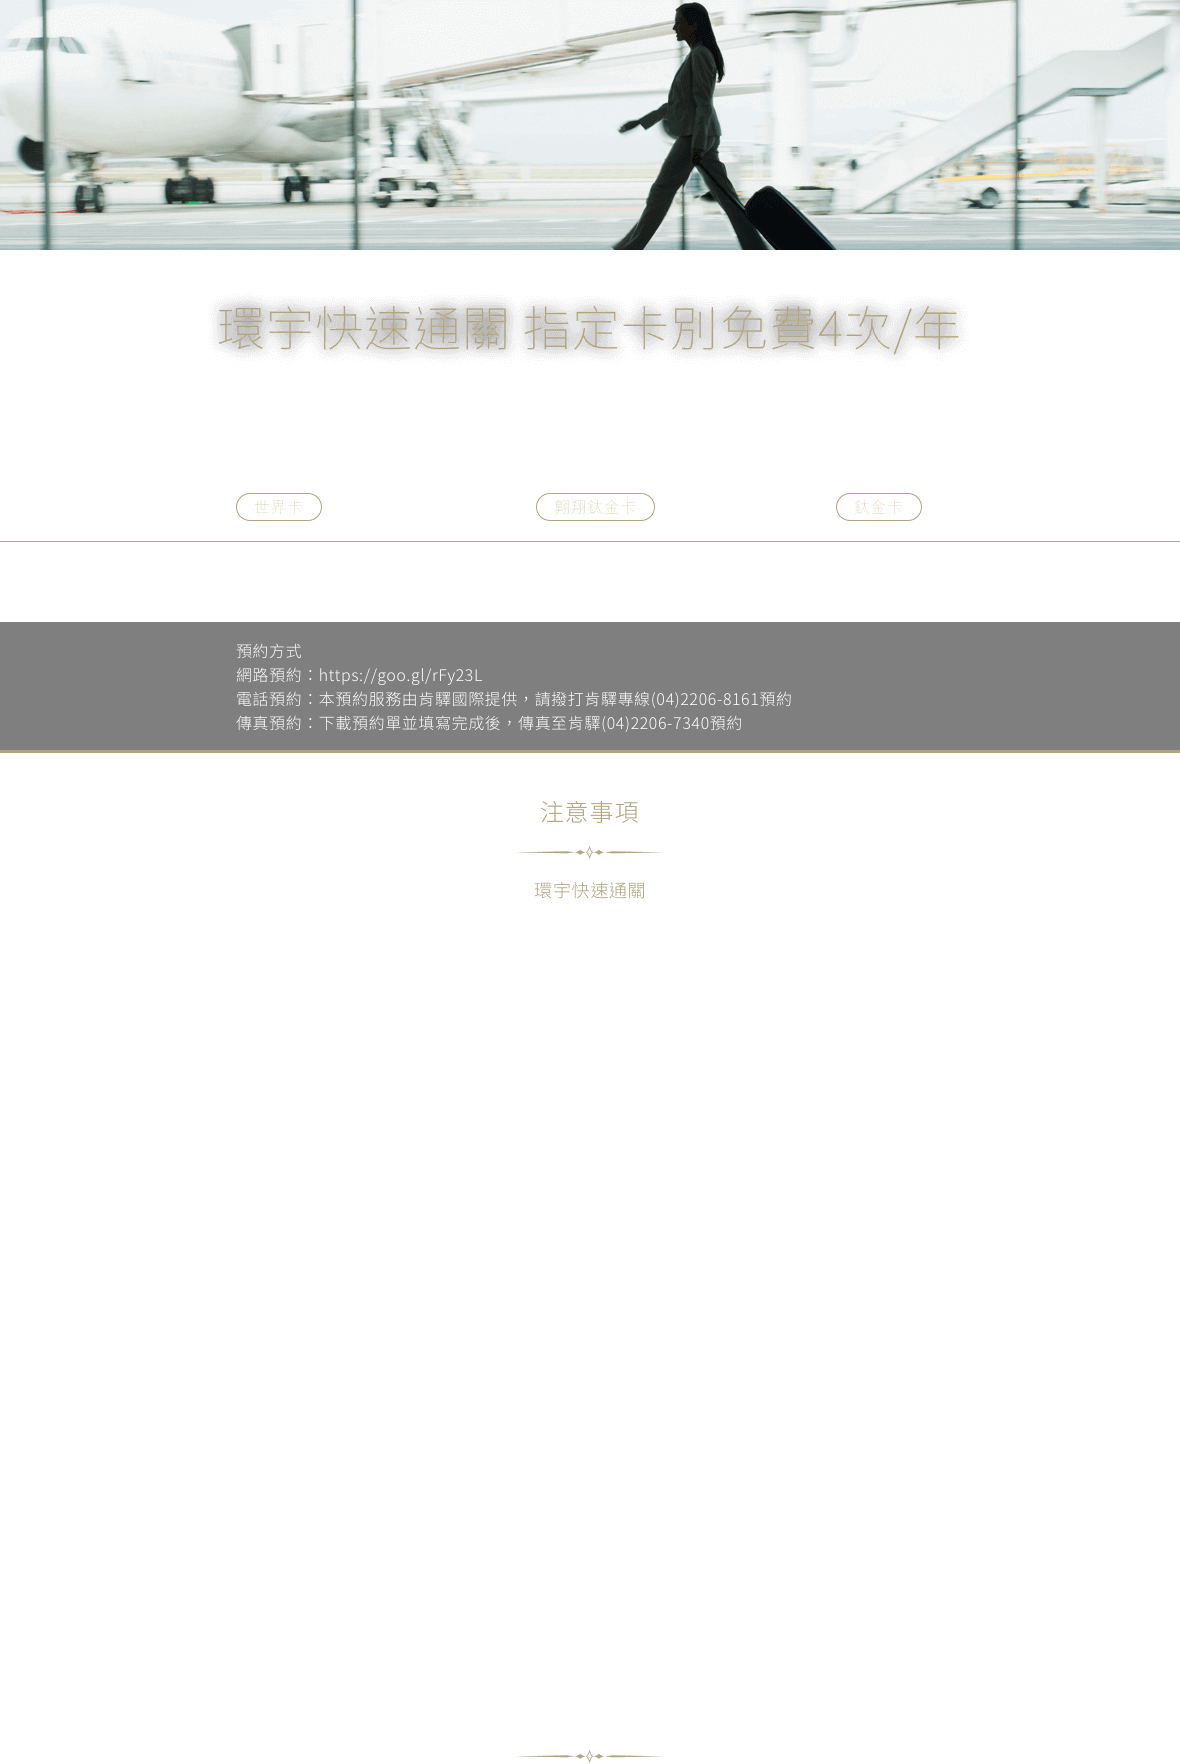 環宇快速通關 指定卡別免費4次/年
世界卡
翱翔鈦金卡
鈦金卡
預約方式
網路預約：https://goo.gl/rFy23L
電話預約：本預約服務由肯驛國際提供，請撥打肯驛專線(04)2206-8161預約
傳真預約：下載預約單並填寫完成後，傳真至肯驛(04)2206-7340預約
注意事項
環宇快速通關